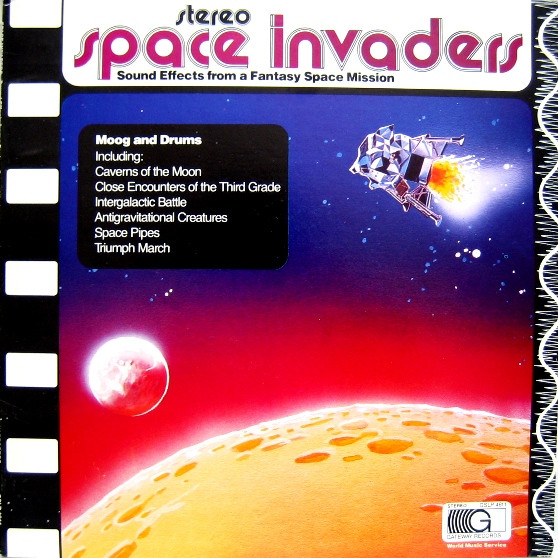 stereo
space invaders
Sound Effects from a Fantasy Space Mission
Moog and Drums
Including:
Caverns of the Moon
Close Encounters of the Third Grade
Intergalactic Battle
Antigravitational Creatures
Space Pipes
Triumph March
STEREO
G
GATEWAY RECORDS
World Music Service